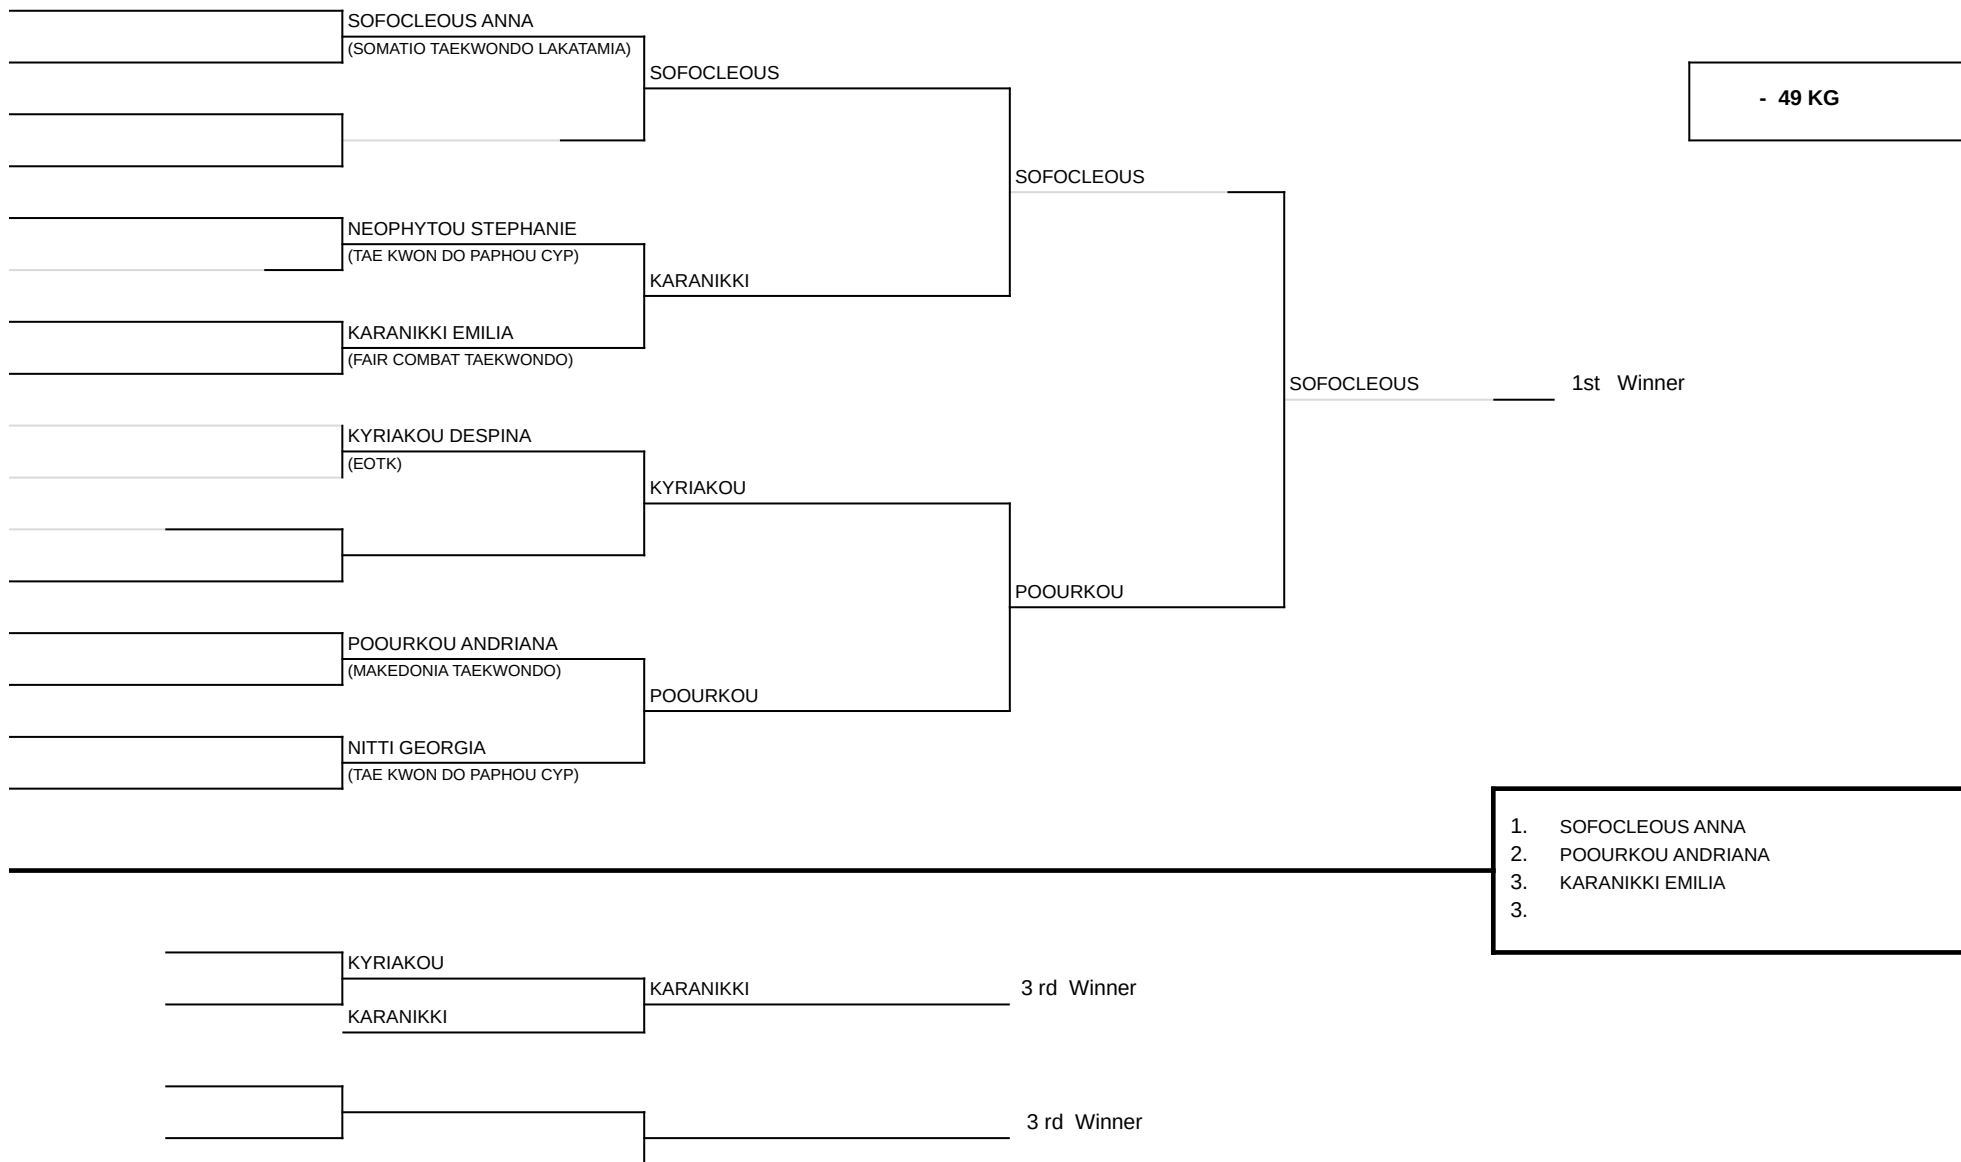 SOFOCLEOUS ANNA
(SOMATIO TAEKWONDO LAKATAMIA)
SOFOCLEOUS
- 49 KG
SOFOCLEOUS
NEOPHYTOU STEPHANIE
(TAE KWON DO PAPHOU CYP)
KARANIKKI
KARANIKKI EMILIA
(FAIR COMBAT TAEKWONDO)
SOFOCLEOUS
1st Winner
KYRIAKOU DESPINA
(EOTK)
KYRIAKOU
POOURKOU
POOURKOU ANDRIANA
(MAKEDONIA TAEKWONDO)
POOURKOU
NITTI GEORGIA
(TAE KWON DO PAPHOU CYP)
1. SOFOCLEOUS ANNA
2. POOURKOU ANDRIANA
3. KARANIKKI EMILIA
3.
KYRIAKOU
KARANIKKI
3 rd Winner
KARANIKKI
3 rd Winner